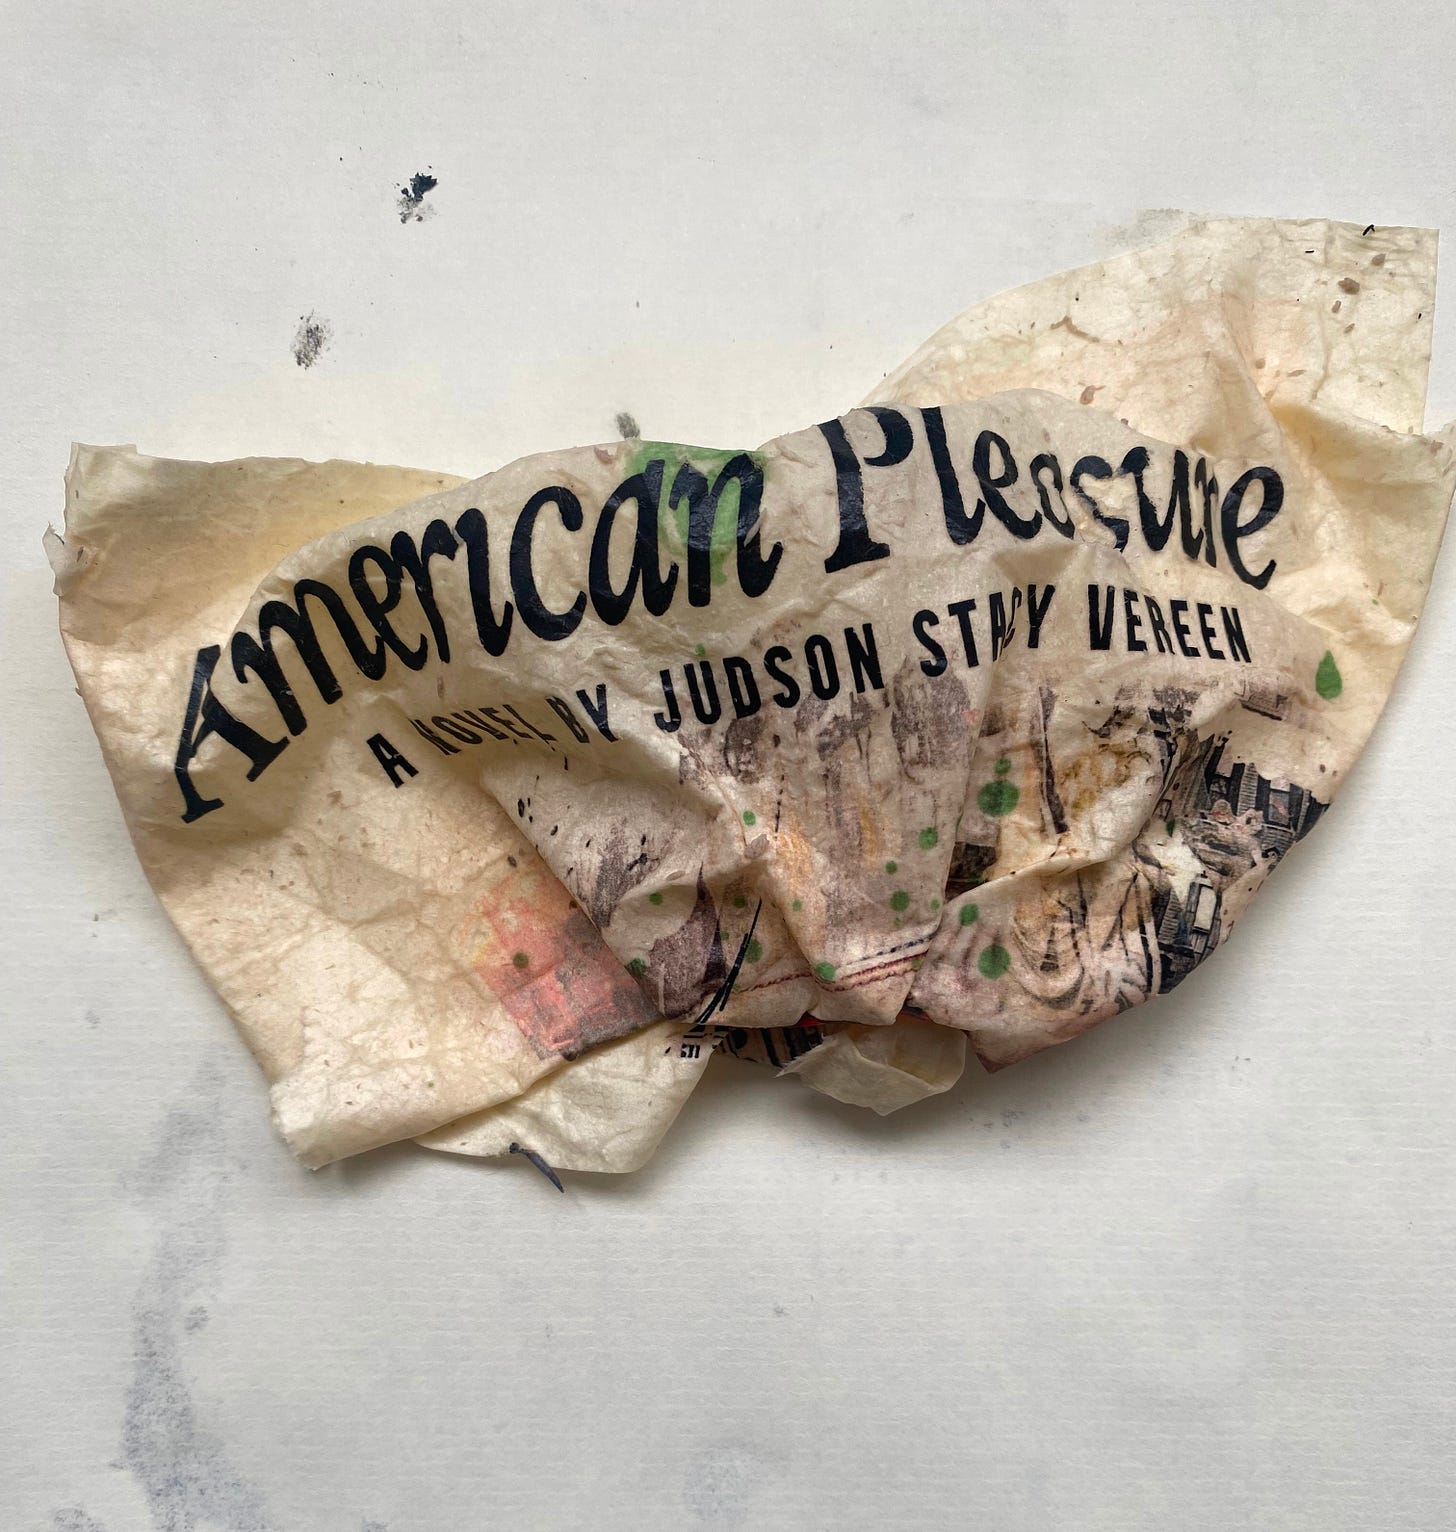 American Pleasure
A NOVEL BY JUDSON STACY VEREEN